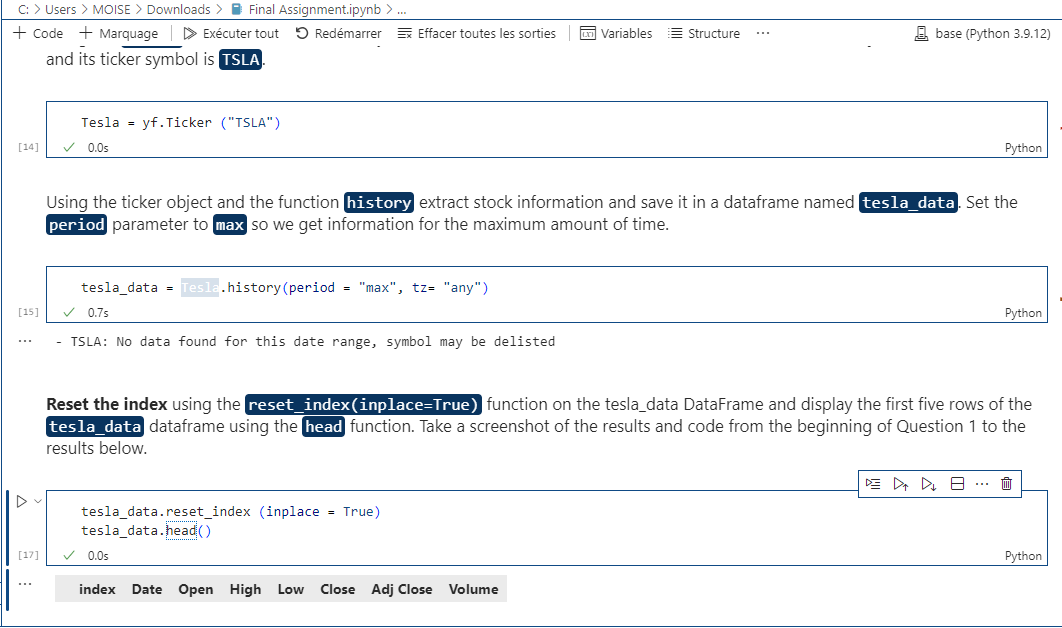 C: > Users > MOISE > Downloads > Final Assignment.ipynb > ...
+ Code + Marquage Exécuter tout Redémarrer Effacer toutes les sorties Variables Structure ... base (Python 3.9.12)
and its ticker symbol is TSLA.
Tesla = yf.Ticker ("TSLA")
[14] ✓ 0.0s Python
Using the ticker object and the function history extract stock information and save it in a dataframe named tesla_data. Set the
period parameter to max so we get information for the maximum amount of time.
tesla_data = Tesla.history(period = "max", tz= "any")
[15] ✓ 0.7s Python
... - TSLA: No data found for this date range, symbol may be delisted
Reset the index using the reset_index(inplace=True) function on the tesla_data DataFrame and display the first five rows of the
tesla_data dataframe using the head function. Take a screenshot of the results and code from the beginning of Question 1 to the
results below.
tesla_data.reset_index (inplace = True)
tesla_data.head()
[17] ✓ 0.0s Python
... index Date Open High Low Close Adj Close Volume